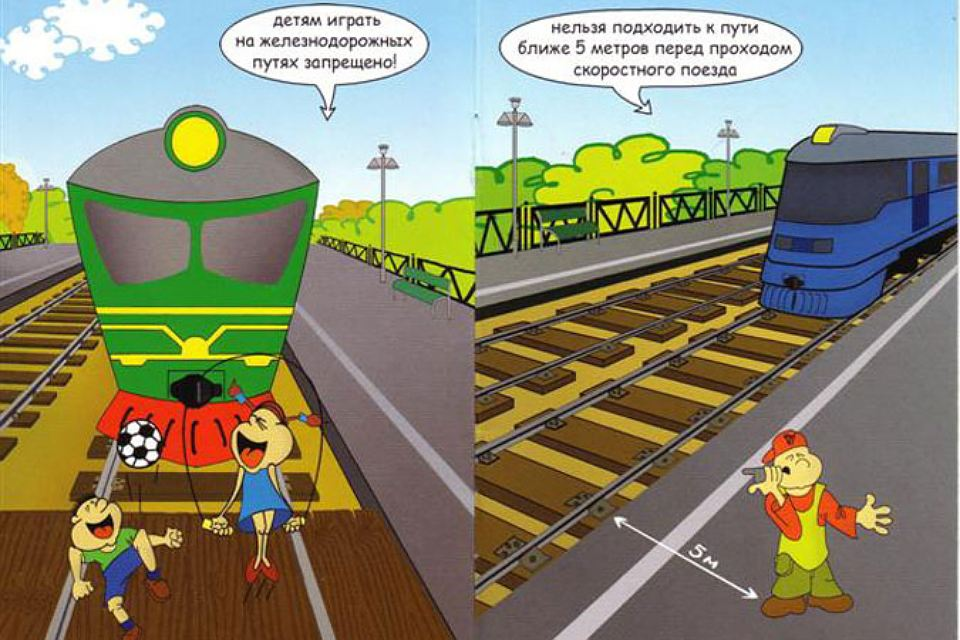 детям играть
на железнодорожных
путях запрещено!
нельзя подходить к пути
ближе 5 метров перед проходом
скоростного поезда
5м